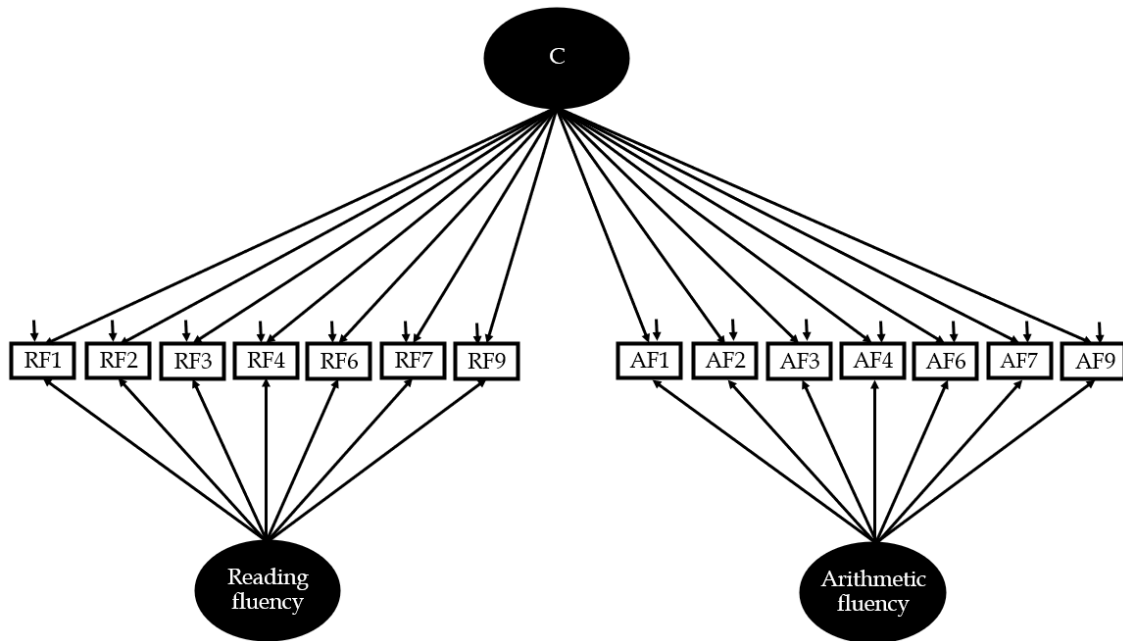 C
RF1 RF2 RF3 RF4 RF6 RF7 RF9 AF1 AF2 AF3 AF4 AF6 AF7 AF9
Reading
fluency
Arithmetic
fluency